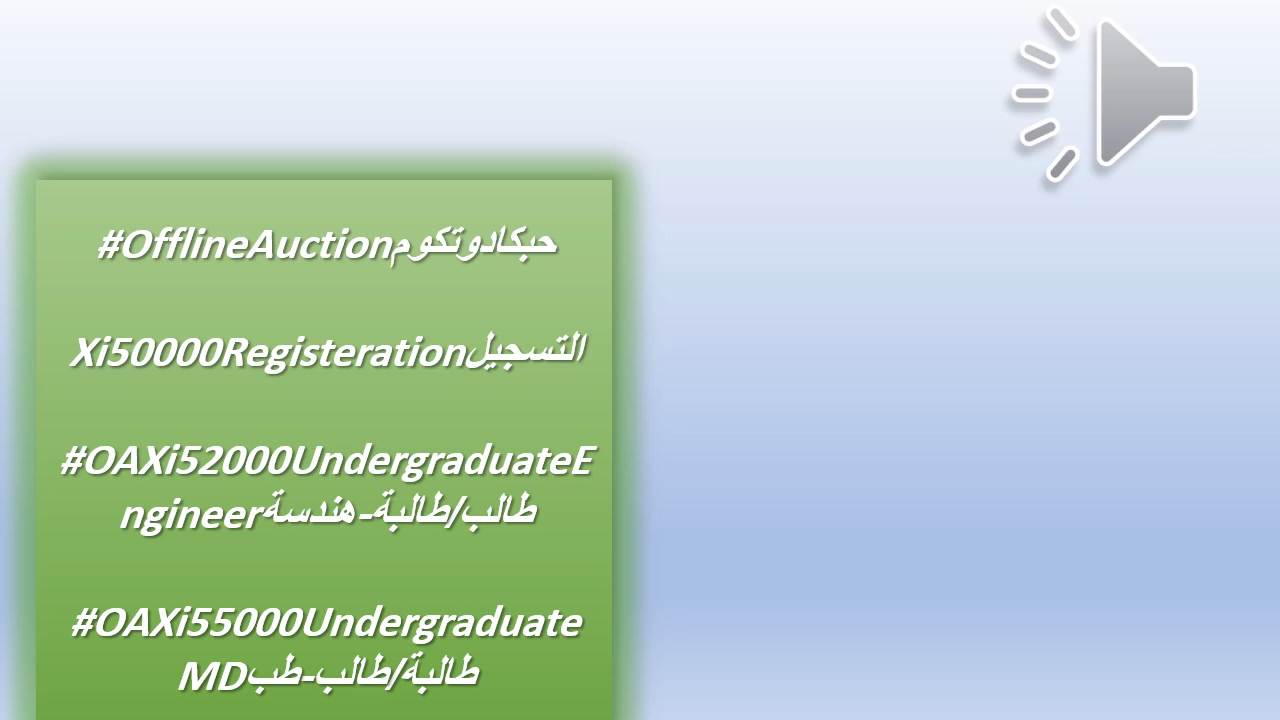 #OfflineAuctionحبكادوتكوم
Xi50000Registerationالتسجيل
#OAXi52000UndergraduateE
ngineerطالب/طالبة-هندسة
#OAXi55000Undergraduate
MDطالبة/طالب-طب